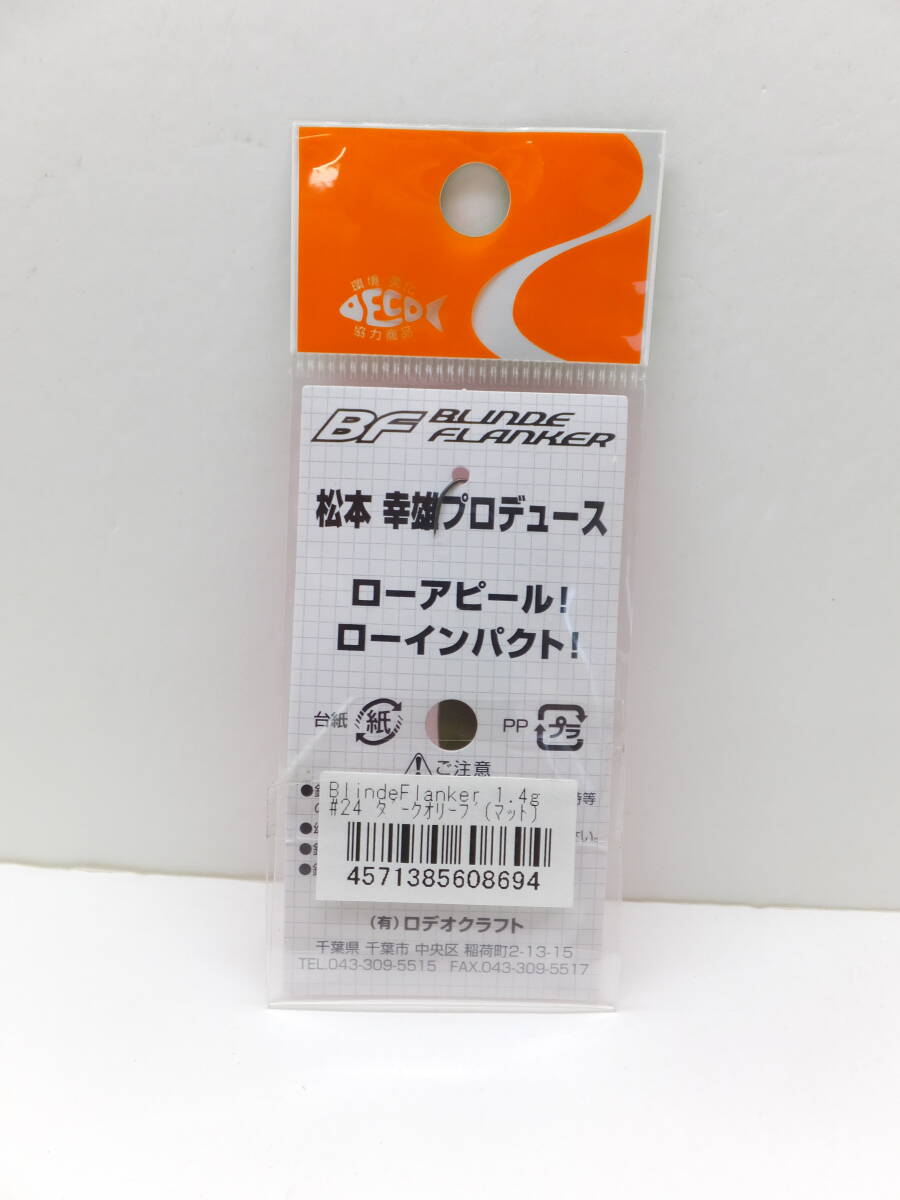 環境 美化
DECO
協力商品
BF BLINDE
FLANKER
松本 幸雄プロデュース
ローアピール!
ローインパクト!
台紙 紙 PP プラ
ご注意
BlindeFlanker 1.4g
#24 ダークオリーブ(マット)
4571385608694
(有)ロデオクラフト
千葉県 千葉市 中央区 稲荷町2-13-15
TEL.043-309-5515 FAX.043-309-5517